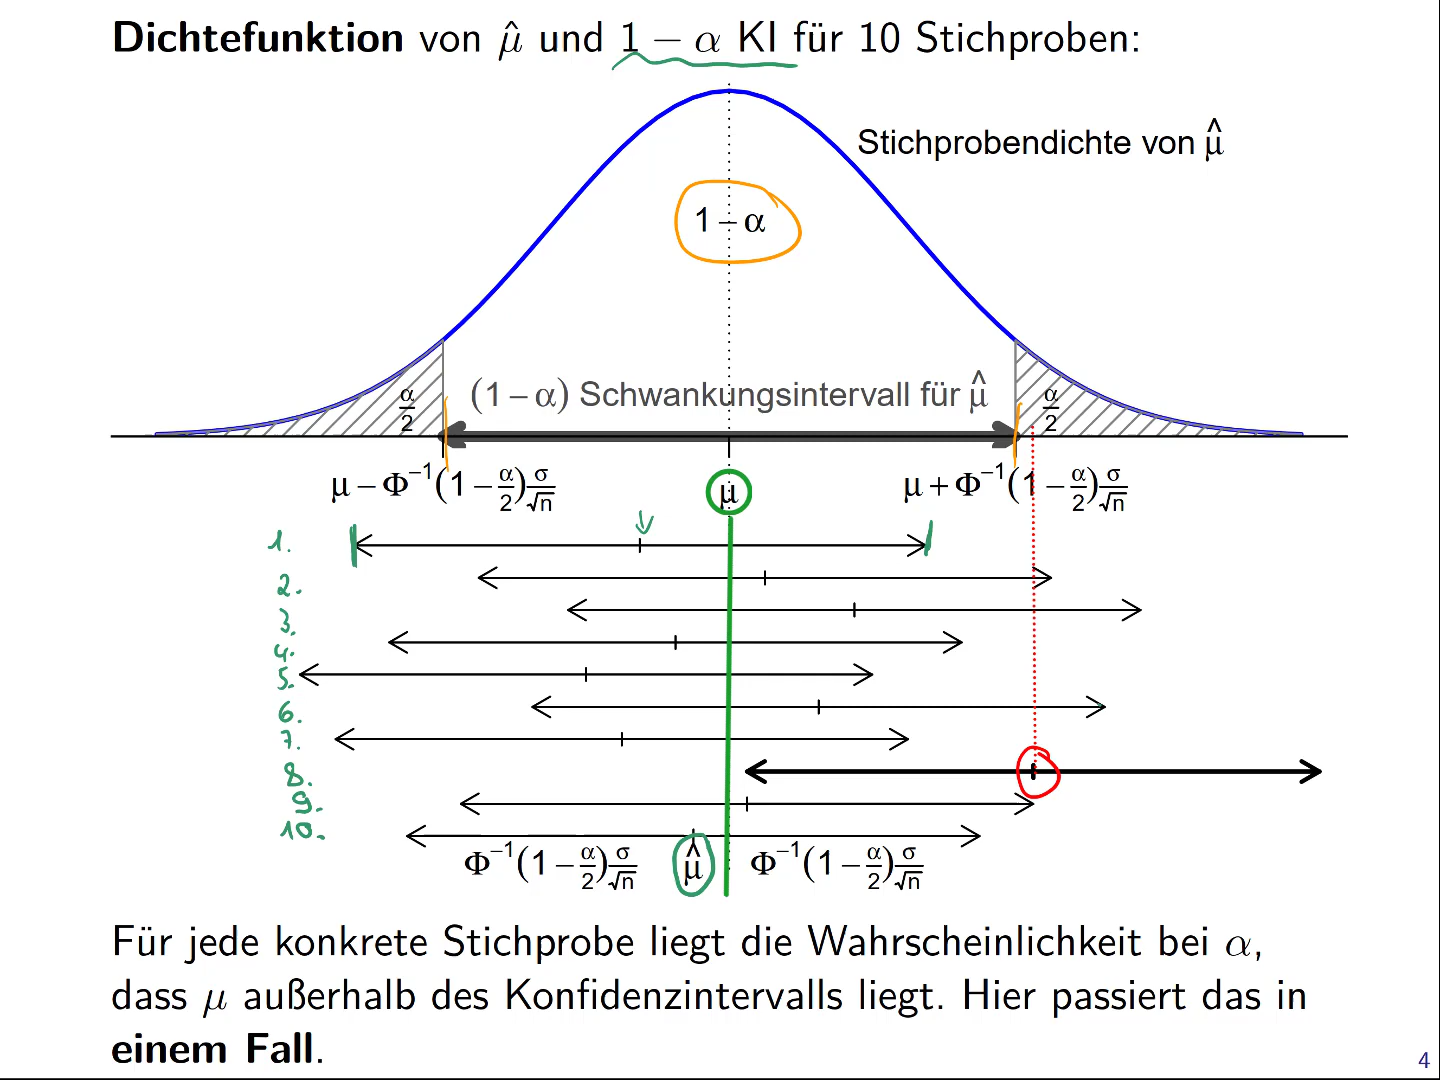 Dichtefunktion von μ̂ und 1 − α KI für 10 Stichproben:
Stichprobendichte von μ̂
1 − α
(1 − α) Schwankungsintervall für μ̂
α/2
α/2
μ − Φ⁻¹(1 − α/2) σ/√n
μ
μ + Φ⁻¹(1 − α/2) σ/√n
1.
2.
3.
4.
5.
6.
7.
8.
9.
10.
Φ⁻¹(1 − α/2) σ/√n
μ̂
Φ⁻¹(1 − α/2) σ/√n
Für jede konkrete Stichprobe liegt die Wahrscheinlichkeit bei α,
dass μ außerhalb des Konfidenzintervalls liegt. Hier passiert das in
einem Fall.
4